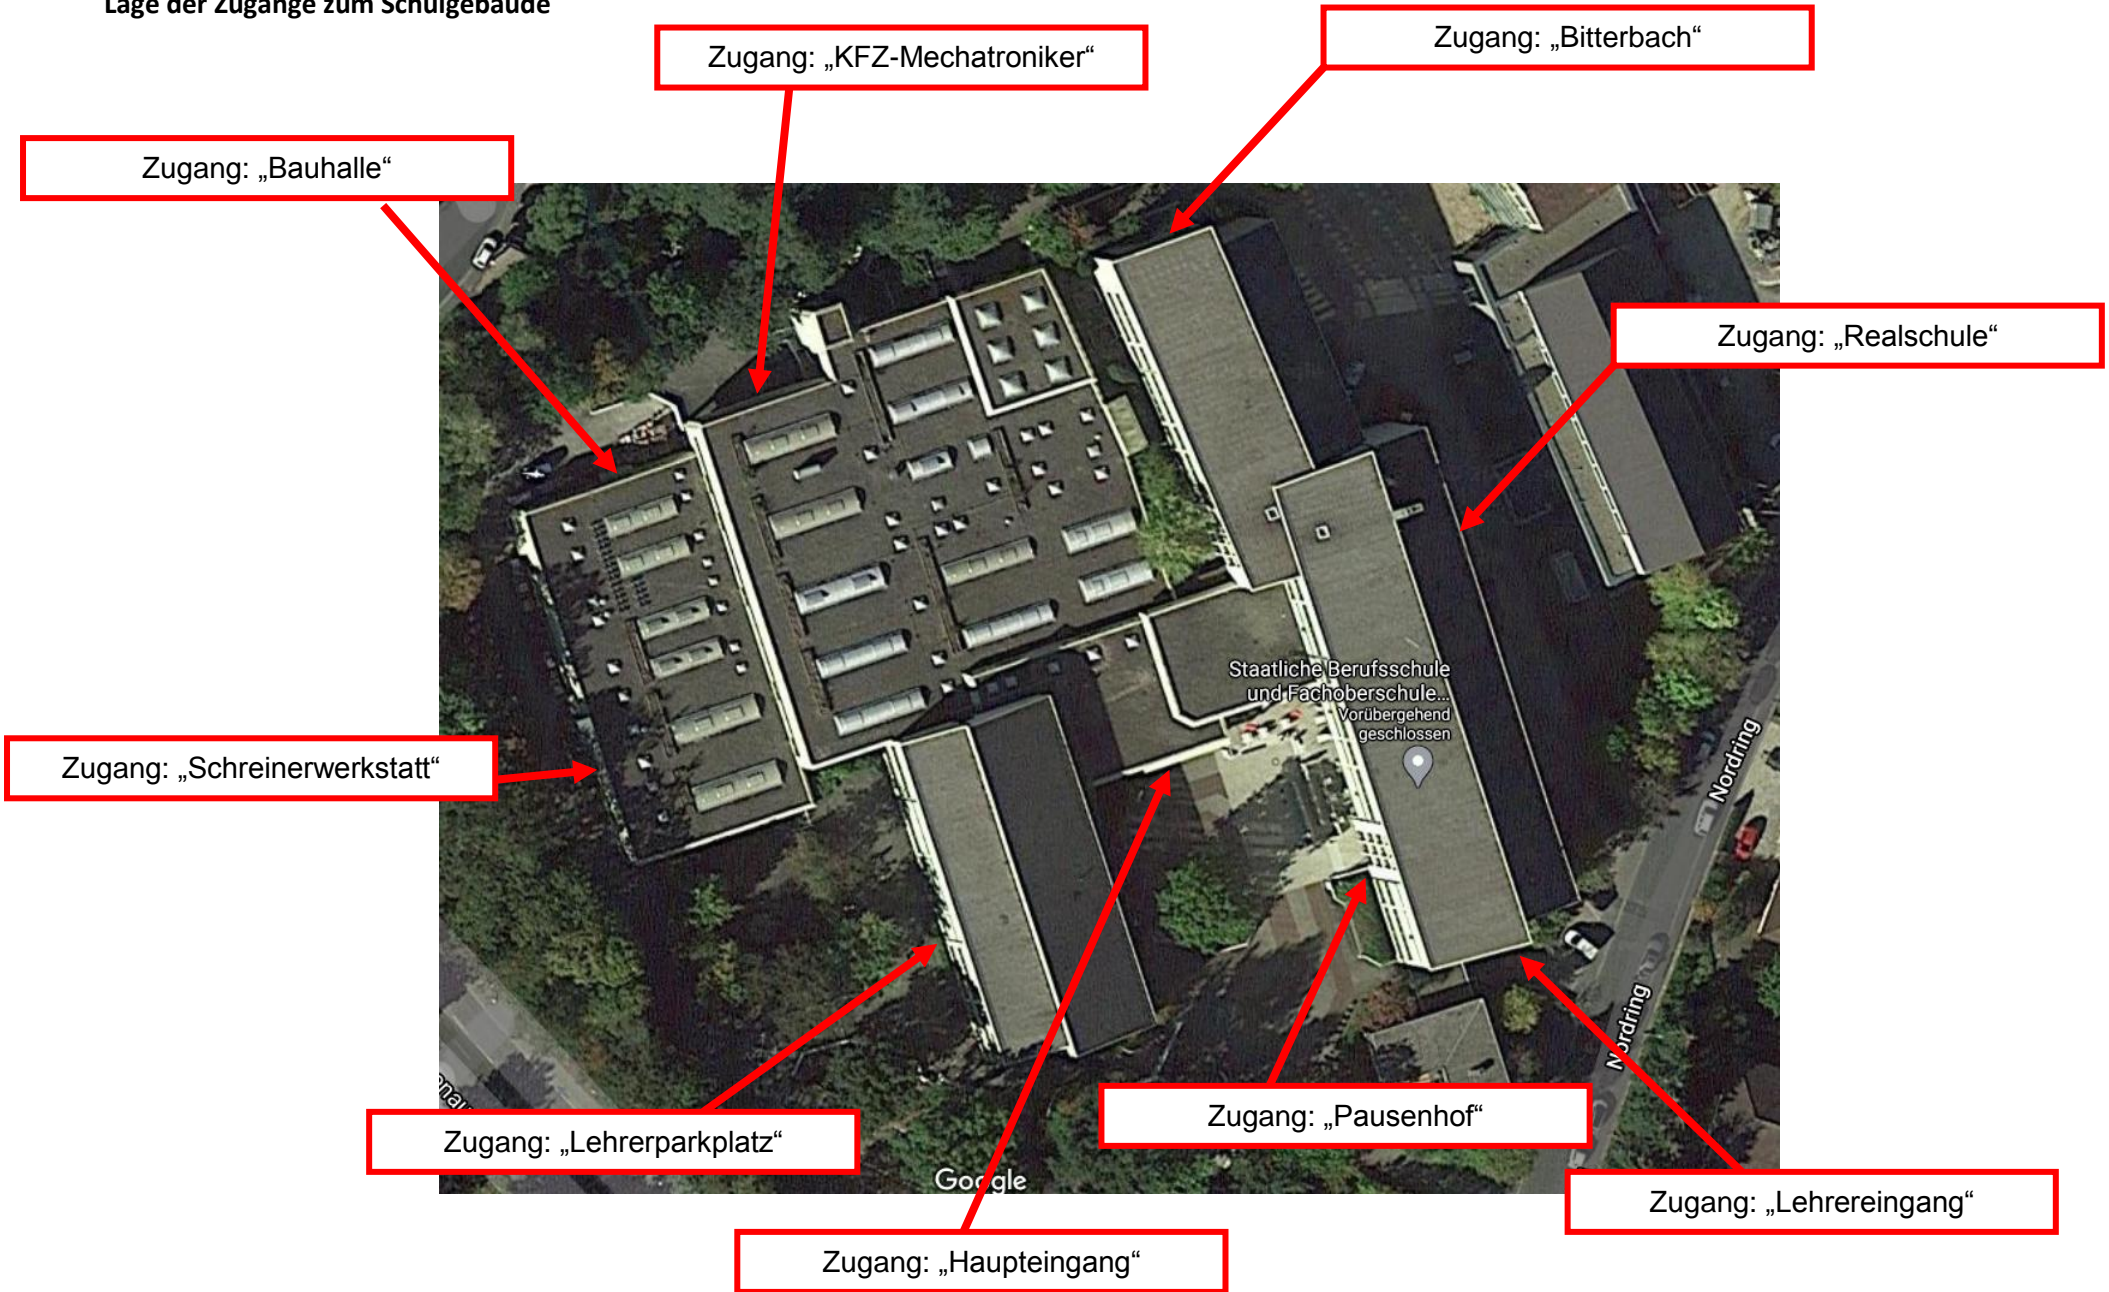 Lage der Zugänge zum Schulgebäude
Zugang: „Bitterbach“
Zugang: „KFZ-Mechatroniker“
Zugang: „Bauhalle“
Zugang: „Realschule“
Staatliche Berufsschule
und Fachoberschule...
Vorübergehend
geschlossen
Nordring
Zugang: „Schreinerwerkstatt“
Nordring
Zugang: „Pausenhof“
Zugang: „Lehrerparkplatz“
Google
Zugang: „Lehrereingang“
Zugang: „Haupteingang“